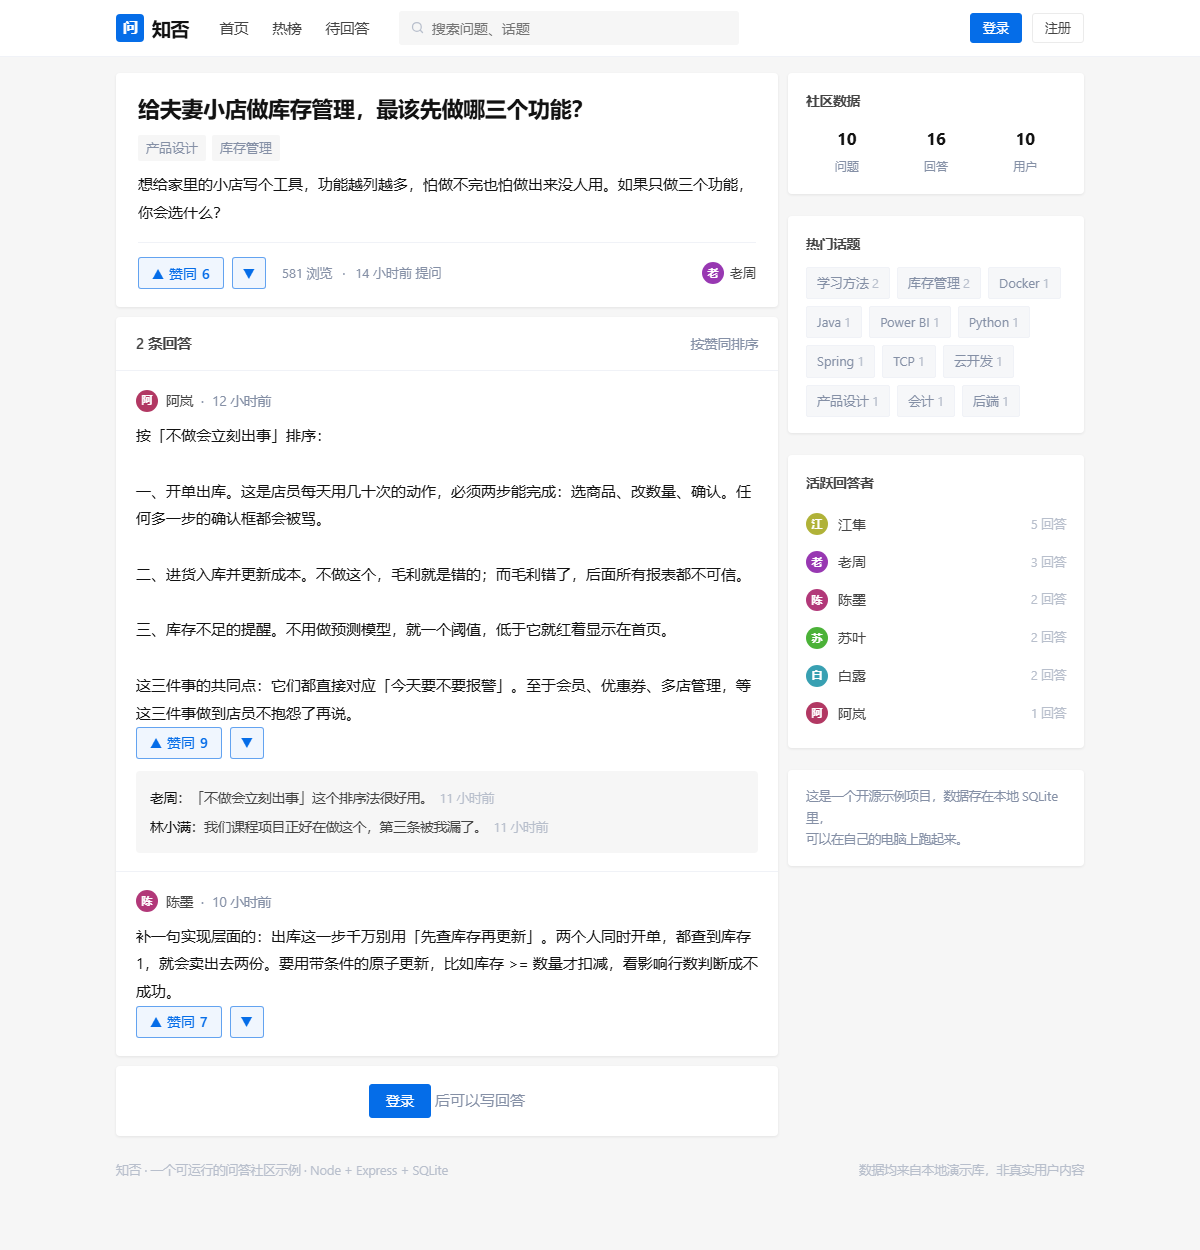 问 知否 首页 热榜 待回答 搜索问题、话题 登录 注册
给夫妻小店做库存管理，最该先做哪三个功能？
产品设计 库存管理
想给家里的小店写个工具，功能越列越多，怕做不完也怕做出来没人用。如果只做三个功能，
你会选什么？
▲ 赞同 6 ▼ 581 浏览 · 14 小时前 提问 老 老周
2 条回答 按赞同排序
阿 阿岚 · 12 小时前
按「不做会立刻出事」排序：
一、开单出库。这是店员每天用几十次的动作，必须两步能完成：选商品、改数量、确认。任
何多一步的确认框都会被骂。
二、进货入库并更新成本。不做这个，毛利就是错的；而毛利错了，后面所有报表都不可信。
三、库存不足的提醒。不用做预测模型，就一个阈值，低于它就红着显示在首页。
这三件事的共同点：它们都直接对应「今天要不要报警」。至于会员、优惠券、多店管理，等
这三件事做到店员不抱怨了再说。
▲ 赞同 9 ▼
老周：「不做会立刻出事」这个排序法很好用。 11 小时前
林小满：我们课程项目正好在做这个，第三条被我漏了。 11 小时前
陈 陈墨 · 10 小时前
补一句实现层面的：出库这一步千万别用「先查库存再更新」。两个人同时开单，都查到库存
1，就会卖出去两份。要用带条件的原子更新，比如库存 >= 数量才扣减，看影响行数判断成不
成功。
▲ 赞同 7 ▼
登录 后可以写回答
社区数据
10 16 10
问题 回答 用户
热门话题
学习方法 2 库存管理 2 Docker 1
Java 1 Power BI 1 Python 1
Spring 1 TCP 1 云开发 1
产品设计 1 会计 1 后端 1
活跃回答者
江 江隼 5 回答
老 老周 3 回答
陈 陈墨 2 回答
苏 苏叶 2 回答
白 白露 2 回答
阿 阿岚 1 回答
这是一个开源示例项目，数据存在本地 SQLite
里，
可以在自己的电脑上跑起来。
知否 · 一个可运行的问答社区示例 · Node + Express + SQLite 数据均来自本地演示库，非真实用户内容